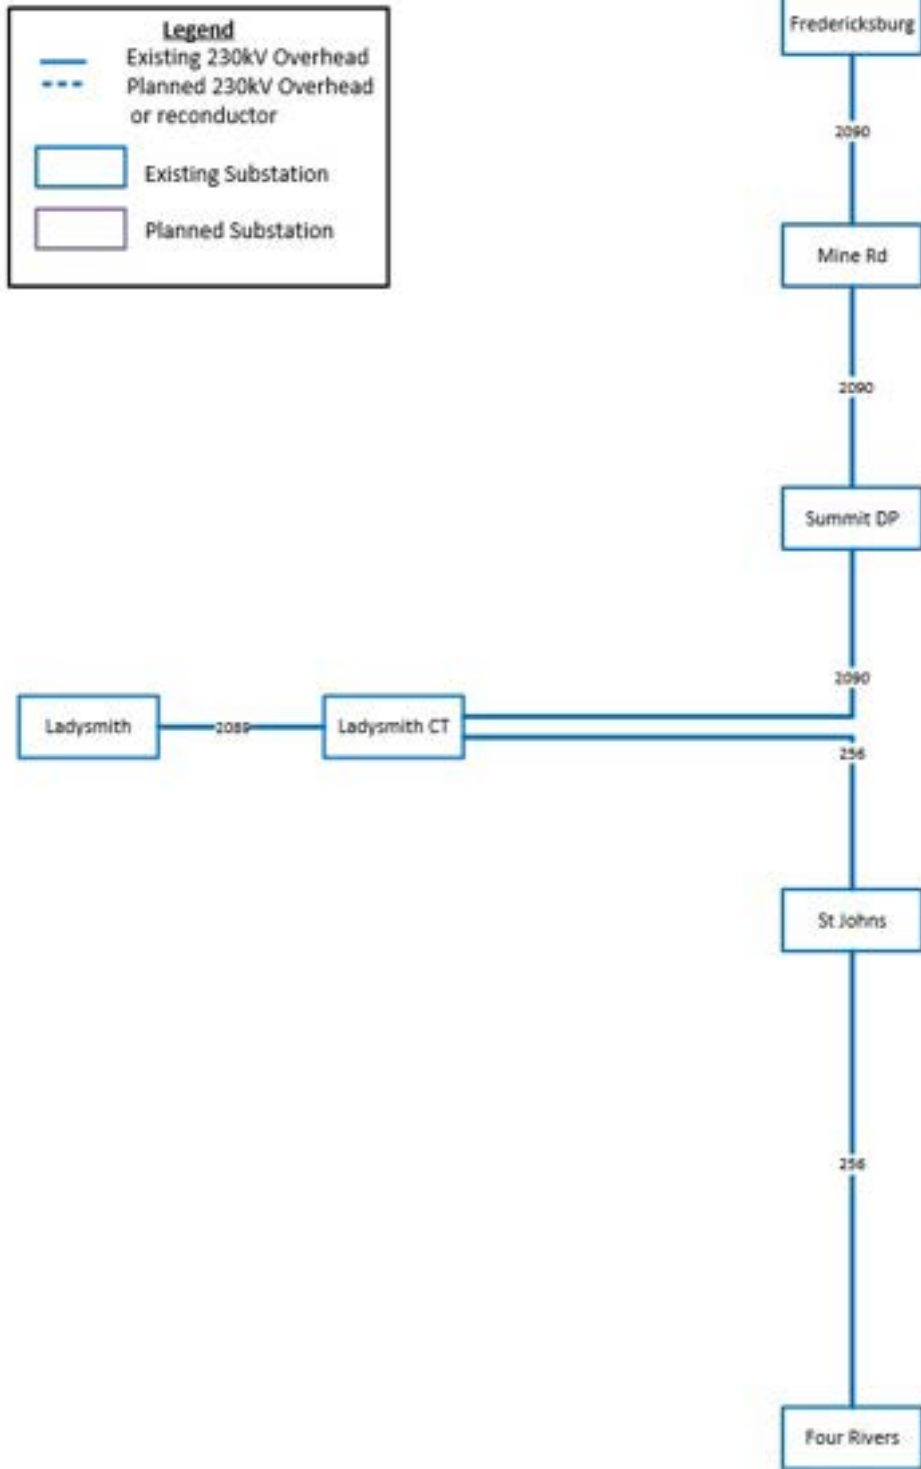 Legend
Existing 230kV Overhead
Planned 230kV Overhead
or reconductor
Existing Substation
Planned Substation
Fredericksburg
2090
Mine Rd
2090
Summit DP
2090
Ladysmith
2089
Ladysmith CT
256
St Johns
256
Four Rivers